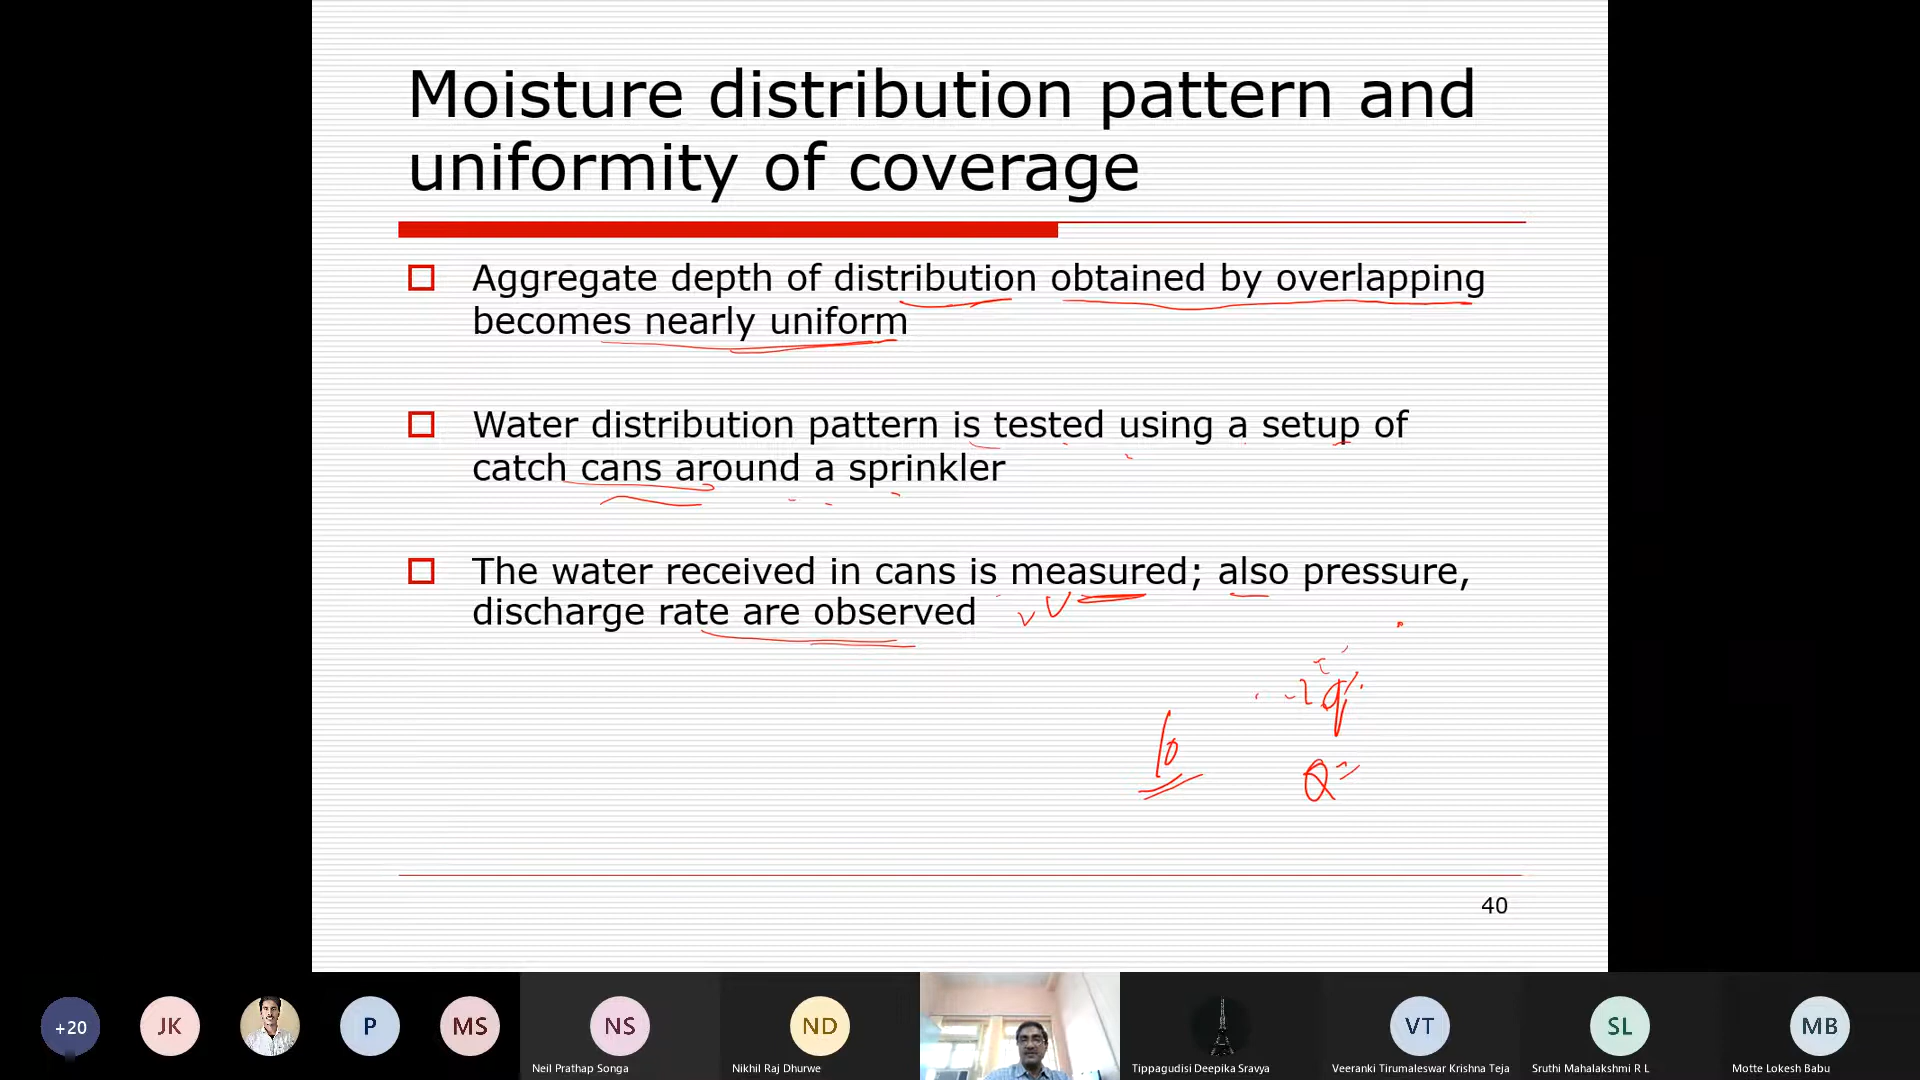 Moisture distribution pattern and
uniformity of coverage
Aggregate depth of distribution obtained by overlapping
becomes nearly uniform
Water distribution pattern is tested using a setup of
catch cans around a sprinkler
The water received in cans is measured; also pressure,
discharge rate are observed
q
Q=
40
+20
JK
P
MS
NS
ND
VT
SL
MB
Neil Prathap Songa
Nikhil Raj Dhurwe
Tippagudisi Deepika Sravya
Veeranki Tirumaleswar Krishna Teja
Sruthi Mahalakshmi R L
Motte Lokesh Babu